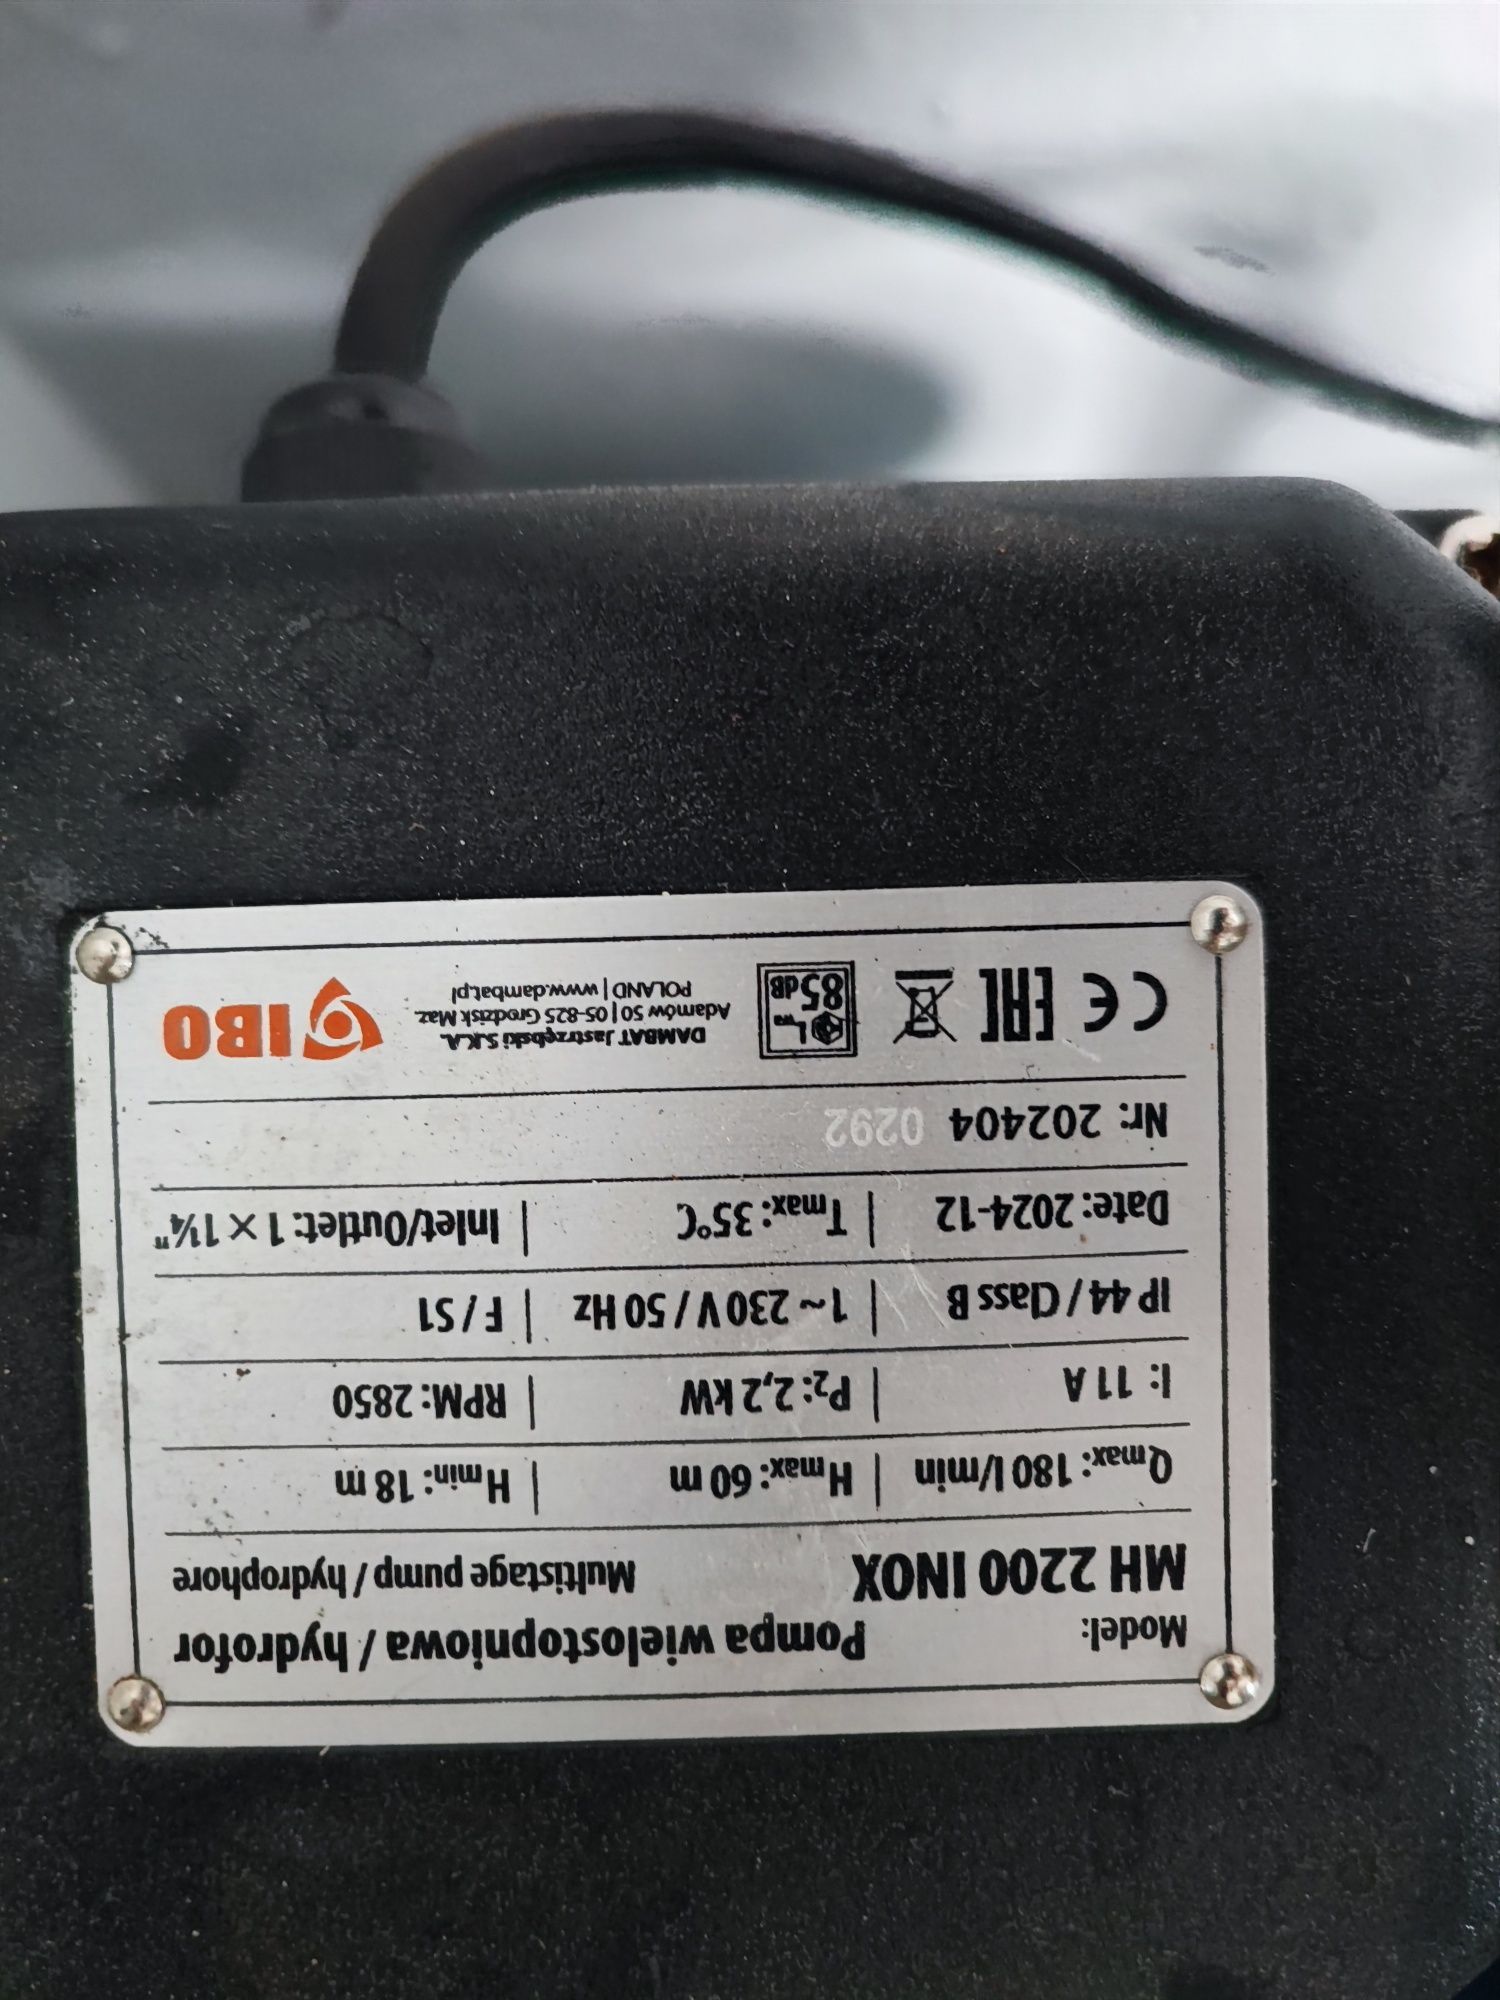 Model: Pompa wielostopniowa / hydrofor
MH 2200 INOX Multistage pump / hydrophore
Qmax: 180 l/min | Hmax: 60 m | Hmin: 18 m
I: 11 A | P2: 2,2 kW | RPM: 2850
IP 44 / Class B | 1 ~ 230 V / 50 Hz | F / S1
Date: 2024-12 | Tmax: 35°C | Inlet/Outlet: 1 × 1¼"
Nr: 202404 0292
CE EAC LWA 85dB
DAMBAT Jastrzębski S.K.A.
Adamów 50 | 05-825 Grodzisk Maz.
POLAND | www.dambat.pl
IBO